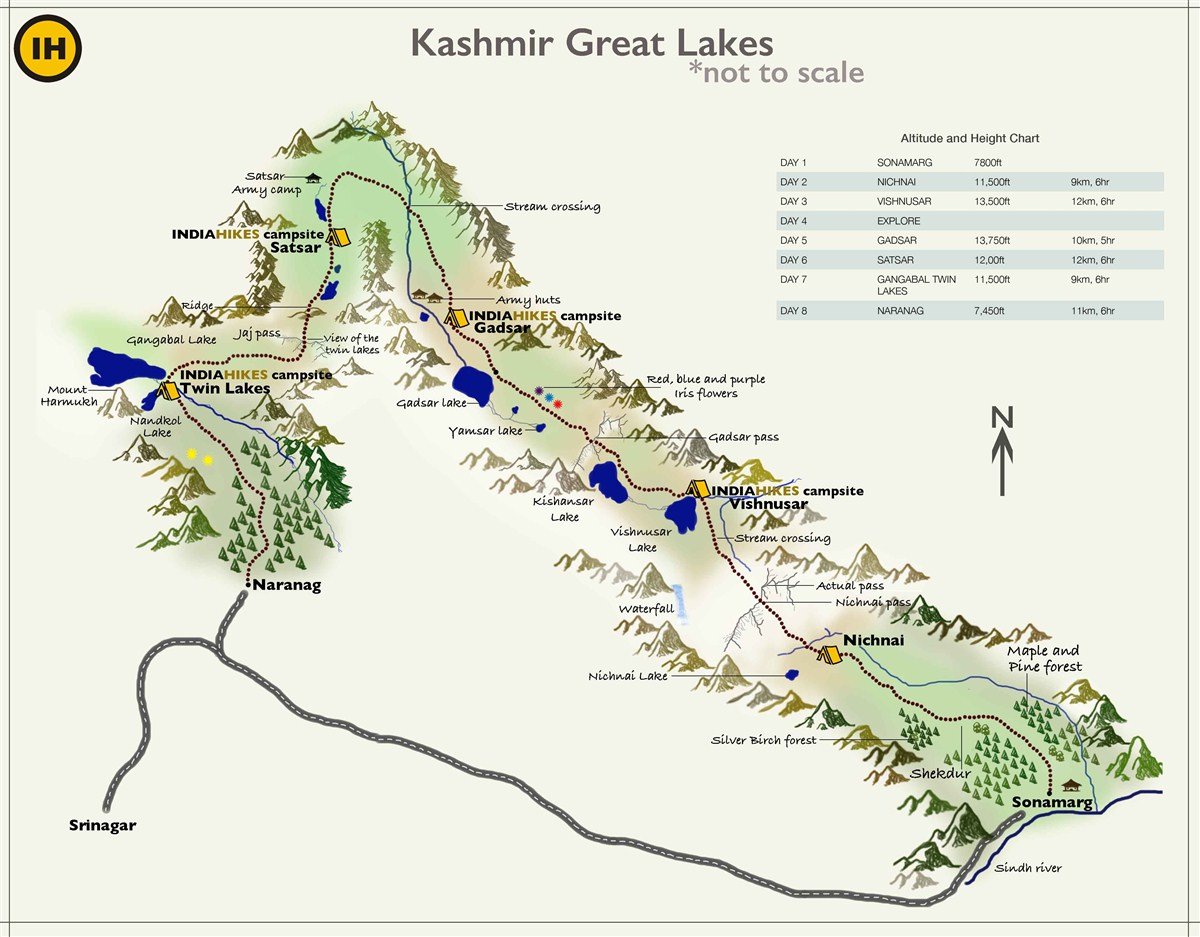 IH
Kashmir Great Lakes
*not to scale
Altitude and Height Chart
DAY 1 SONAMARG 7800ft
DAY 2 NICHNAI 11,500ft 9km, 6hr
DAY 3 VISHNUSAR 13,500ft 12km, 6hr
DAY 4 EXPLORE
DAY 5 GADSAR 13,750ft 10km, 5hr
DAY 6 SATSAR 12,00ft 12km, 6hr
DAY 7 GANGABAL TWIN 11,500ft 9km, 6hr
LAKES
DAY 8 NARANAG 7,450ft 11km, 6hr
Satsar
Army camp
Stream crossing
INDIAHIKES campsite
Satsar
Ridge
Army huts
INDIAHIKES campsite
Gadsar
Gangabal Lake
Jaj pass
View of the
twin lakes
INDIAHIKES campsite
Twin Lakes
Mount
Harmukh
Nandkol
Lake
Gadsar lake
Red, blue and purple
Iris flowers
Yamsar lake
Gadsar pass
N
INDIAHIKES campsite
Vishnusar
Kishansar
Lake
Vishnusar
Lake
Stream crossing
Naranag
Actual pass
Nichnai pass
Waterfall
Nichnai
Maple and
Pine forest
Nichnai Lake
Silver Birch forest
Shekdur
Sonamarg
Srinagar
Sindh river